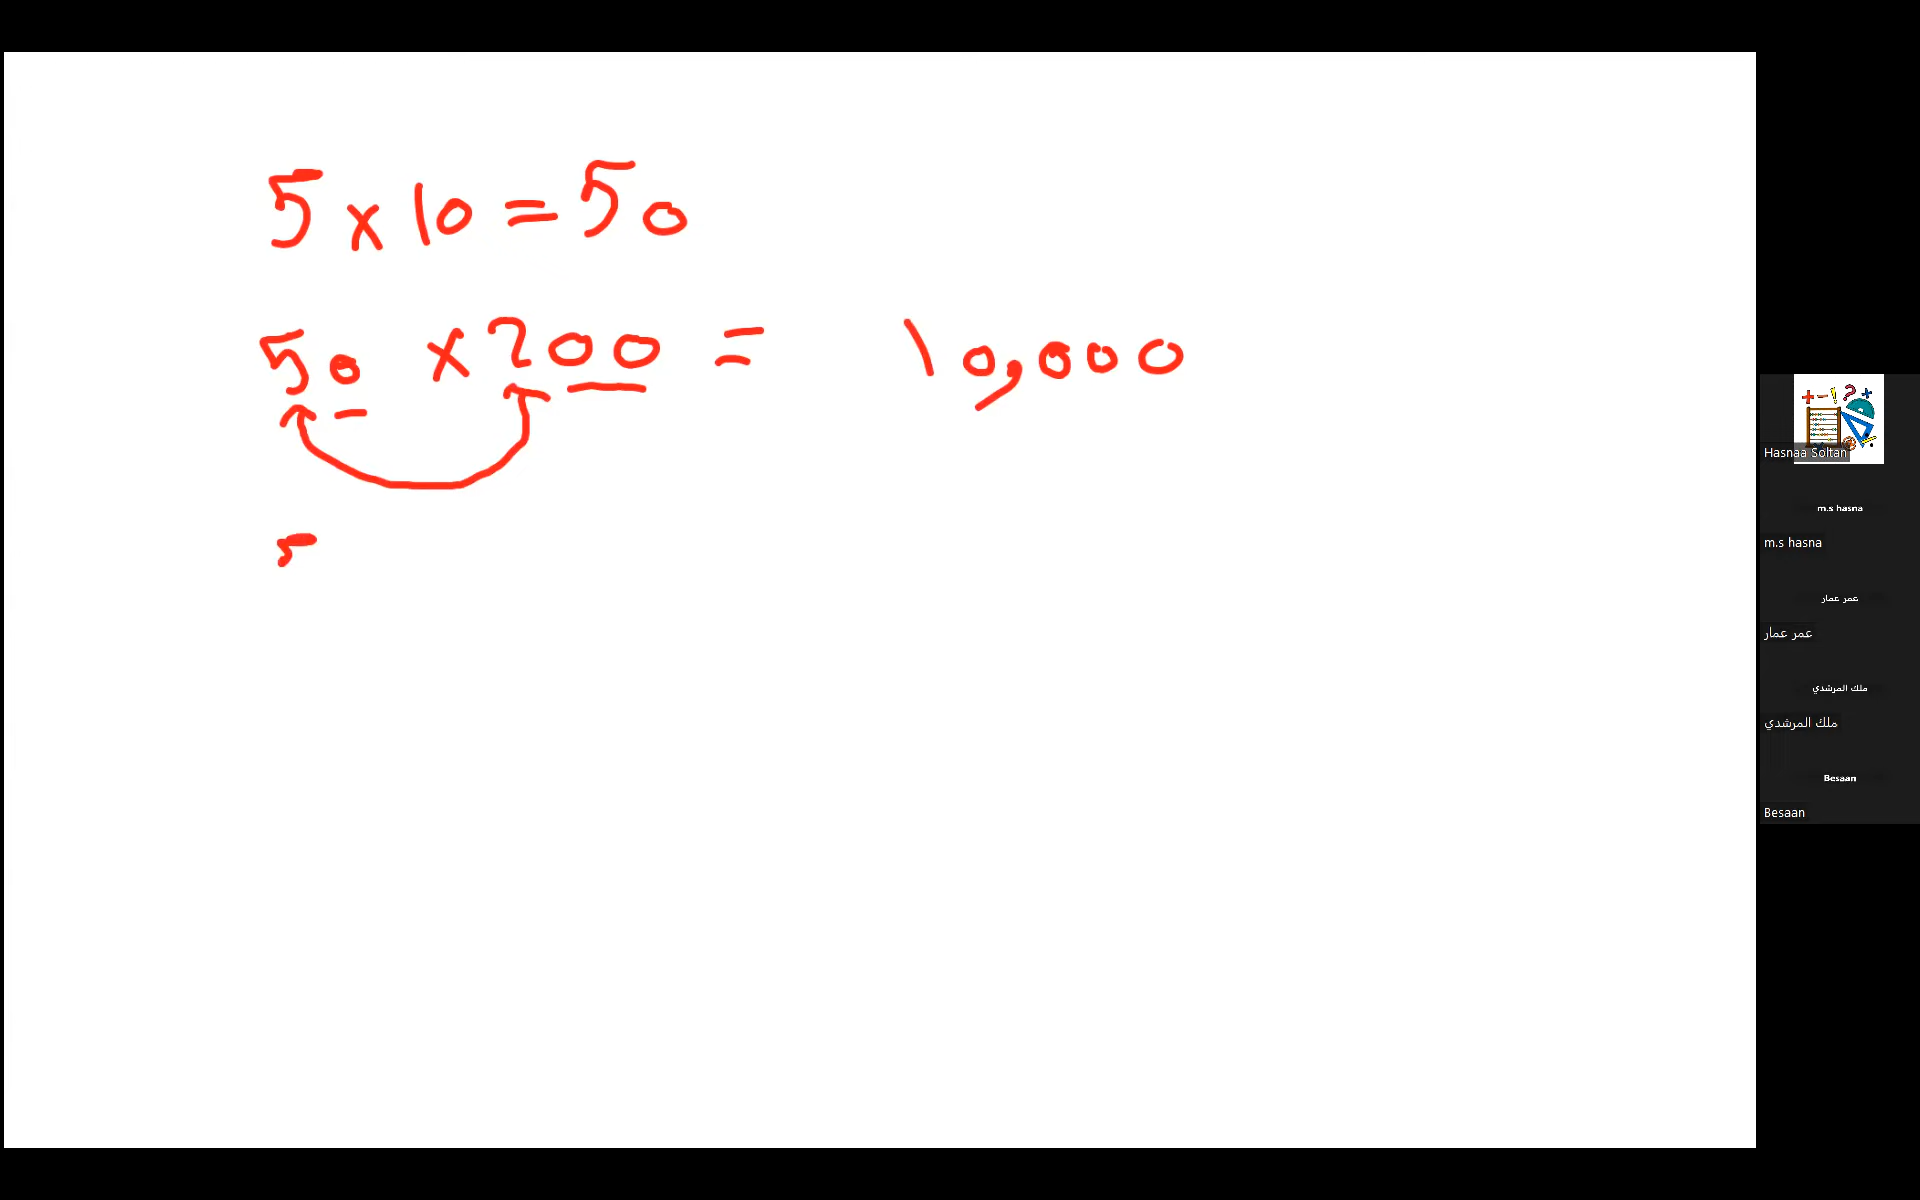 5 x 10 = 50
50 x 200 = 10,000
Hasnaa Soltan
m.s hasna
m.s hasna
عمر عمار
عمر عمار
ملك المرشدي
ملك المرشدي
Besaan
Besaan